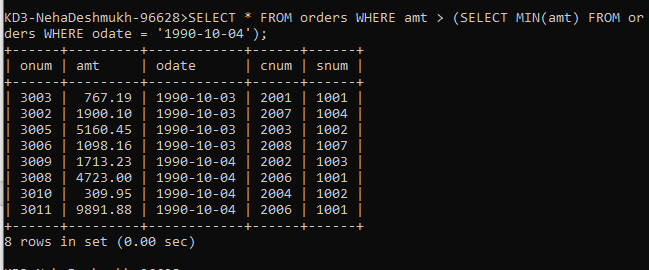 KD3-NehaDeshmukh-96628>SELECT * FROM orders WHERE amt > (SELECT MIN(amt) FROM or
ders WHERE odate = '1990-10-04');
+------+---------+------------+------+------+
| onum | amt     | odate      | cnum | snum |
+------+---------+------------+------+------+
| 3003 |  767.19 | 1990-10-03 | 2001 | 1001 |
| 3002 | 1900.10 | 1990-10-03 | 2007 | 1004 |
| 3005 | 5160.45 | 1990-10-03 | 2003 | 1002 |
| 3006 | 1098.16 | 1990-10-03 | 2008 | 1007 |
| 3009 | 1713.23 | 1990-10-04 | 2002 | 1003 |
| 3008 | 4723.00 | 1990-10-04 | 2006 | 1001 |
| 3010 |  309.95 | 1990-10-04 | 2004 | 1002 |
| 3011 | 9891.88 | 1990-10-04 | 2006 | 1001 |
+------+---------+------------+------+------+
8 rows in set (0.00 sec)